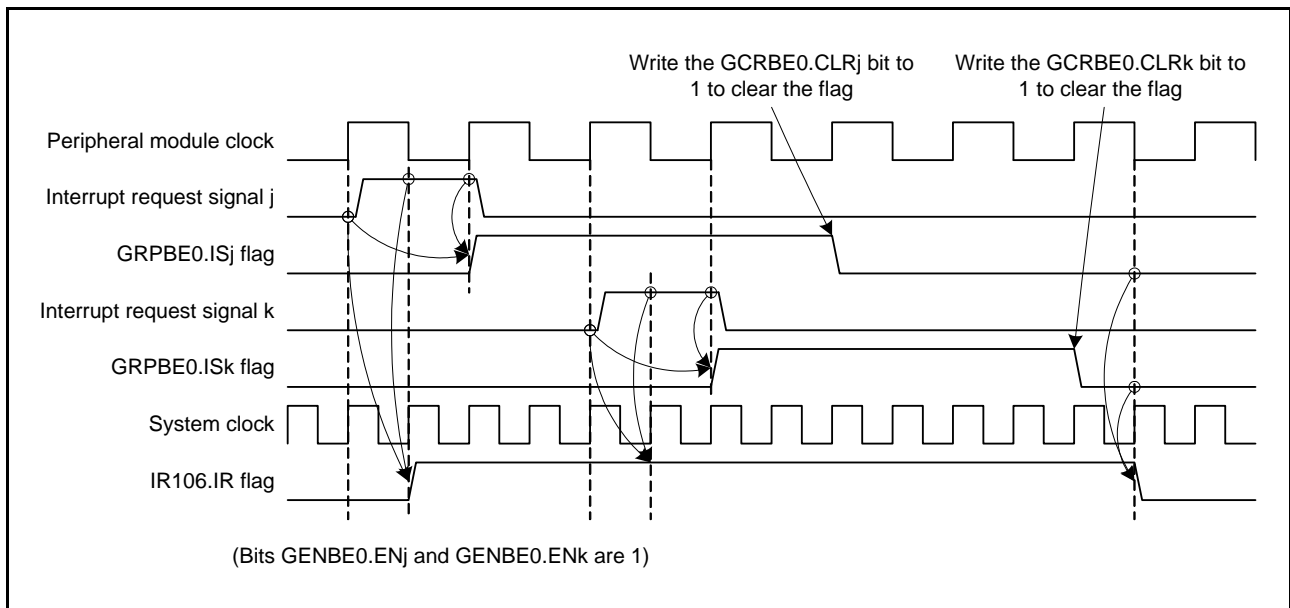 Write the GCRBE0.CLRj bit to
1 to clear the flag
Write the GCRBE0.CLRk bit to
1 to clear the flag
Peripheral module clock
Interrupt request signal j
GRPBE0.ISj flag
Interrupt request signal k
GRPBE0.ISk flag
System clock
IR106.IR flag
(Bits GENBE0.ENj and GENBE0.ENk are 1)